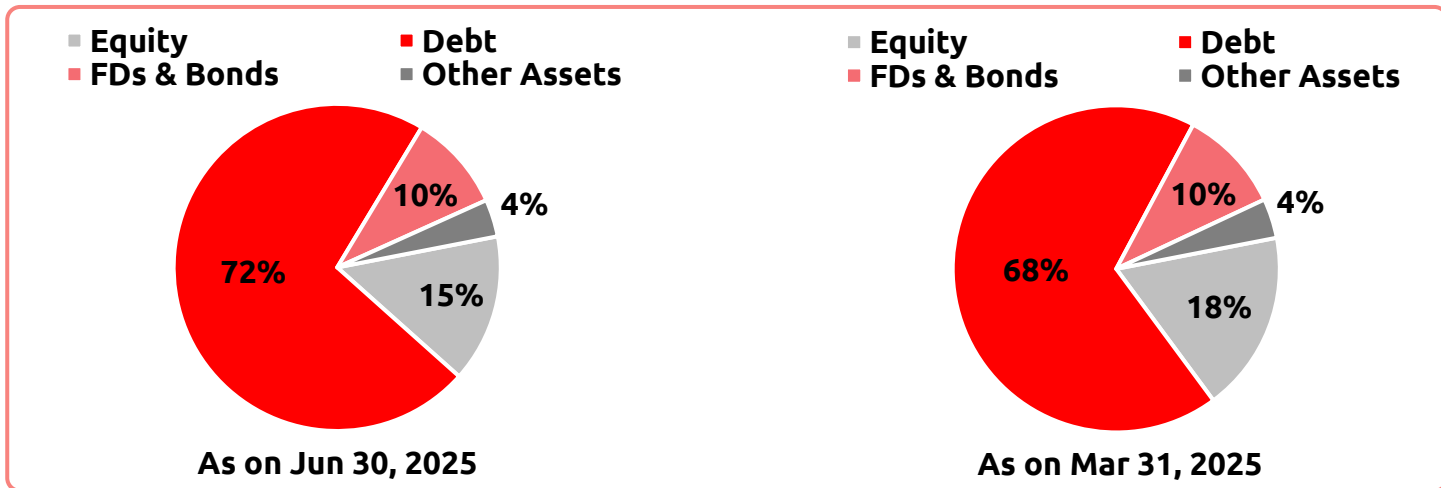 Equity Debt
FDs & Bonds Other Assets
10%
4%
72%
15%
As on Jun 30, 2025
Equity Debt
FDs & Bonds Other Assets
10%
4%
68%
18%
As on Mar 31, 2025